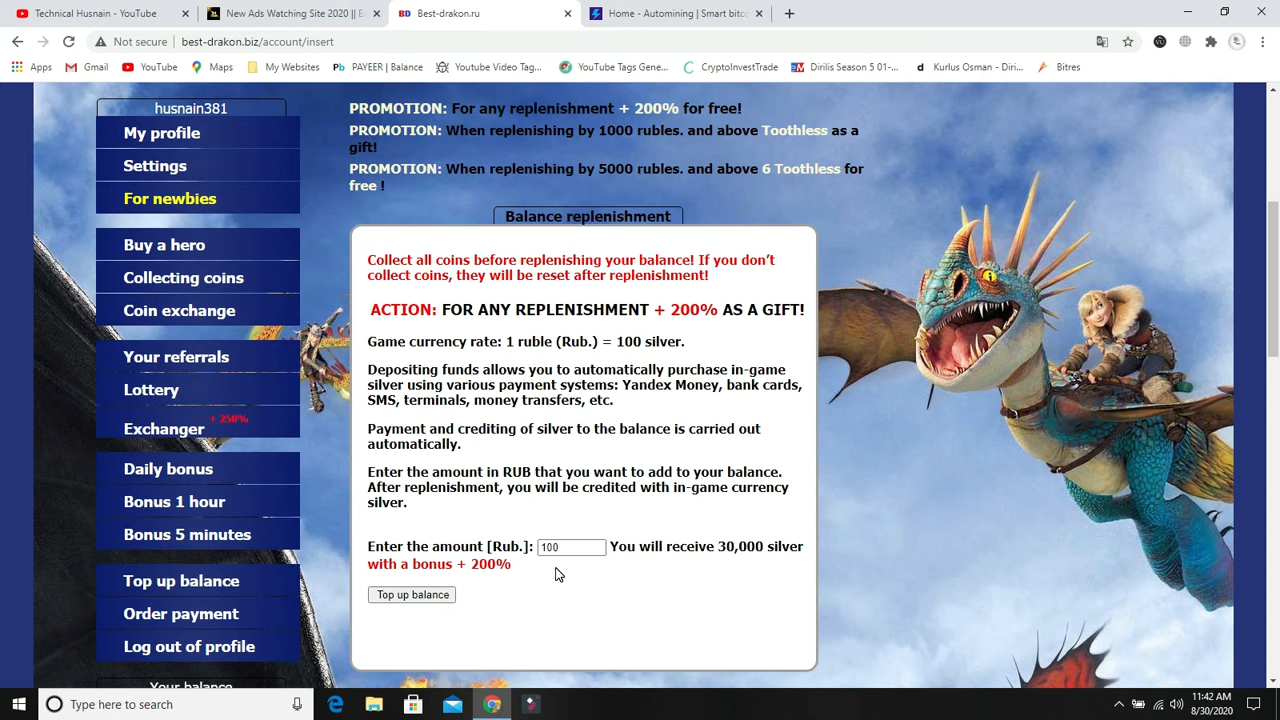 Technical Husnain - YouTube
New Ads Watching Site 2020 || Ea
Best-drakon.ru
Home - Automining | Smart bitco
Not secure | best-drakon.biz/account/insert
Apps
Gmail
YouTube
Maps
My Websites
PAYEER | Balance
Youtube Video Tag...
YouTube Tags Gene...
CryptoInvestTrade
Dirilis Season 5 01-...
Kurlus Osman - Diri...
Bitres
husnain381
My profile
Settings
For newbies
Buy a hero
Collecting coins
Coin exchange
Your referrals
Lottery
Exchanger + 250%
Daily bonus
Bonus 1 hour
Bonus 5 minutes
Top up balance
Order payment
Log out of profile
Your balance
PROMOTION: For any replenishment + 200% for free!
PROMOTION: When replenishing by 1000 rubles. and above Toothless as a
gift!
PROMOTION: When replenishing by 5000 rubles. and above 6 Toothless for
free !
Balance replenishment
Collect all coins before replenishing your balance! If you don't
collect coins, they will be reset after replenishment!
ACTION: FOR ANY REPLENISHMENT + 200% AS A GIFT!
Game currency rate: 1 ruble (Rub.) = 100 silver.
Depositing funds allows you to automatically purchase in-game
silver using various payment systems: Yandex Money, bank cards,
SMS, terminals, money transfers, etc.
Payment and crediting of silver to the balance is carried out
automatically.
Enter the amount in RUB that you want to add to your balance.
After replenishment, you will be credited with in-game currency
silver.
Enter the amount [Rub.]: 100 You will receive 30,000 silver
with a bonus + 200%
Top up balance
Type here to search
11:42 AM
8/30/2020